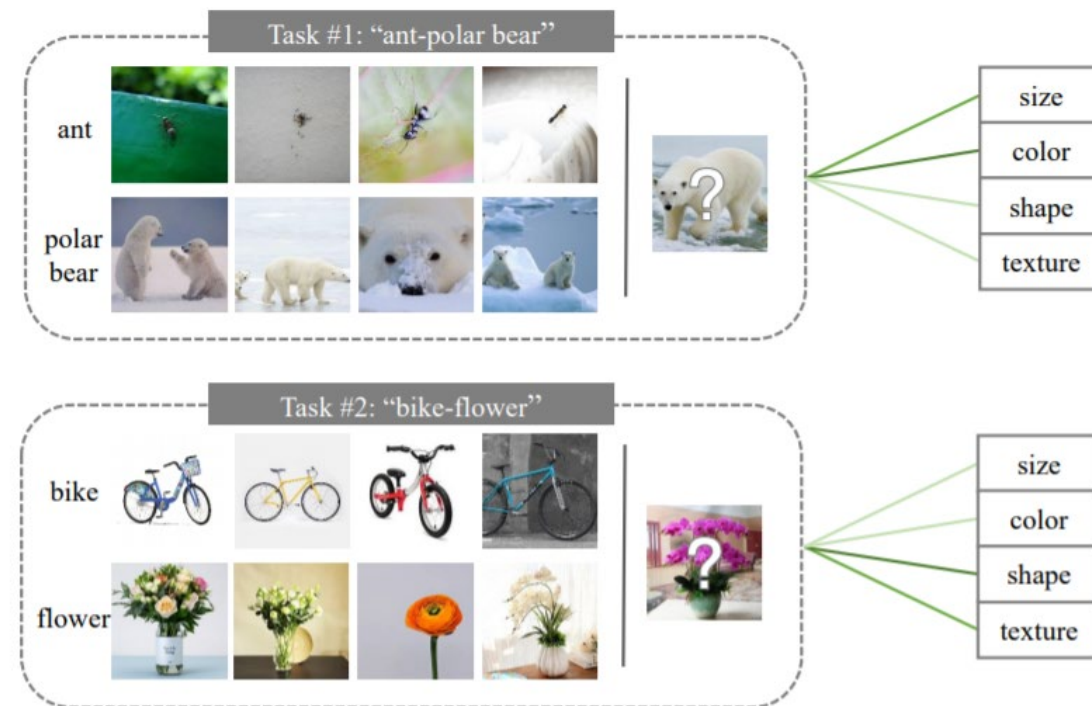 Task #1: “ant-polar bear”
ant
polar
bear
?
size
color
shape
texture
Task #2: “bike-flower”
bike
flower
?
size
color
shape
texture